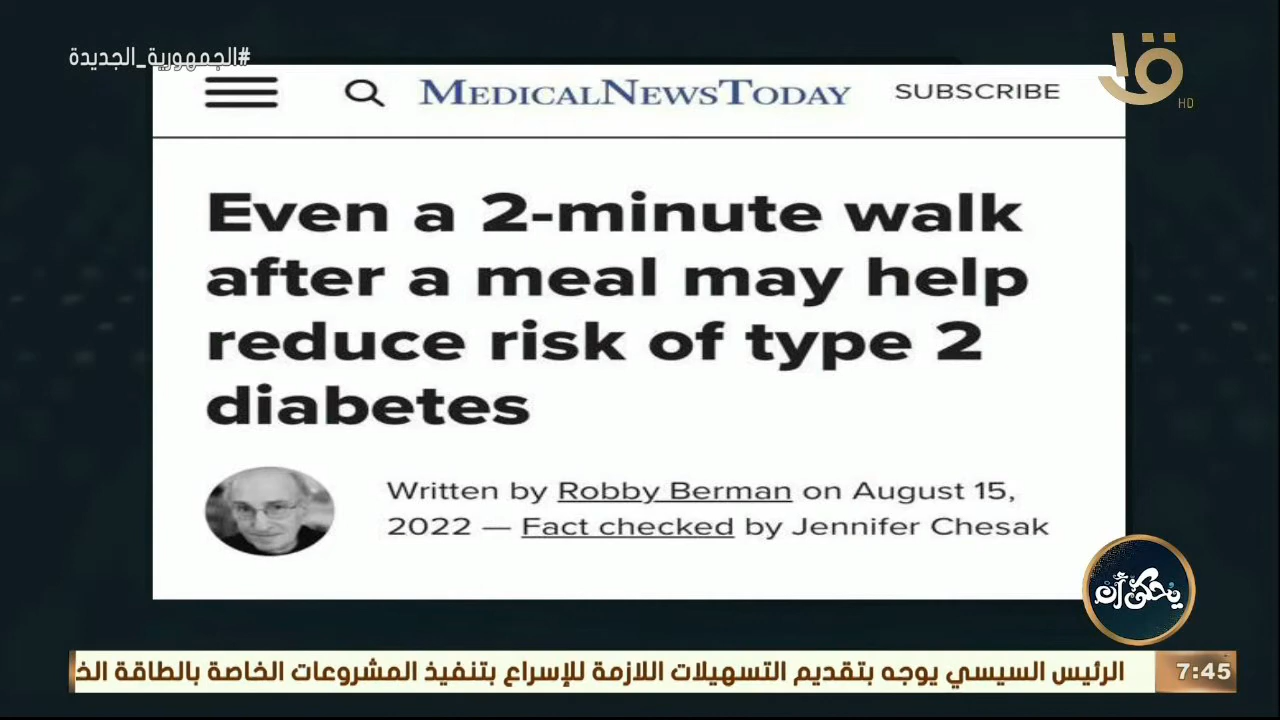 #الجمهورية_الجديدة
HD
MEDICALNEWSTODAY
SUBSCRIBE
Even a 2-minute walk
after a meal may help
reduce risk of type 2
diabetes
Written by Robby Berman on August 15,
2022 — Fact checked by Jennifer Chesak
يُحكى أن
7:45
الرئيس السيسي يوجه بتقديم التسهيلات اللازمة للإسراع بتنفيذ المشروعات الخاصة بالطاقة